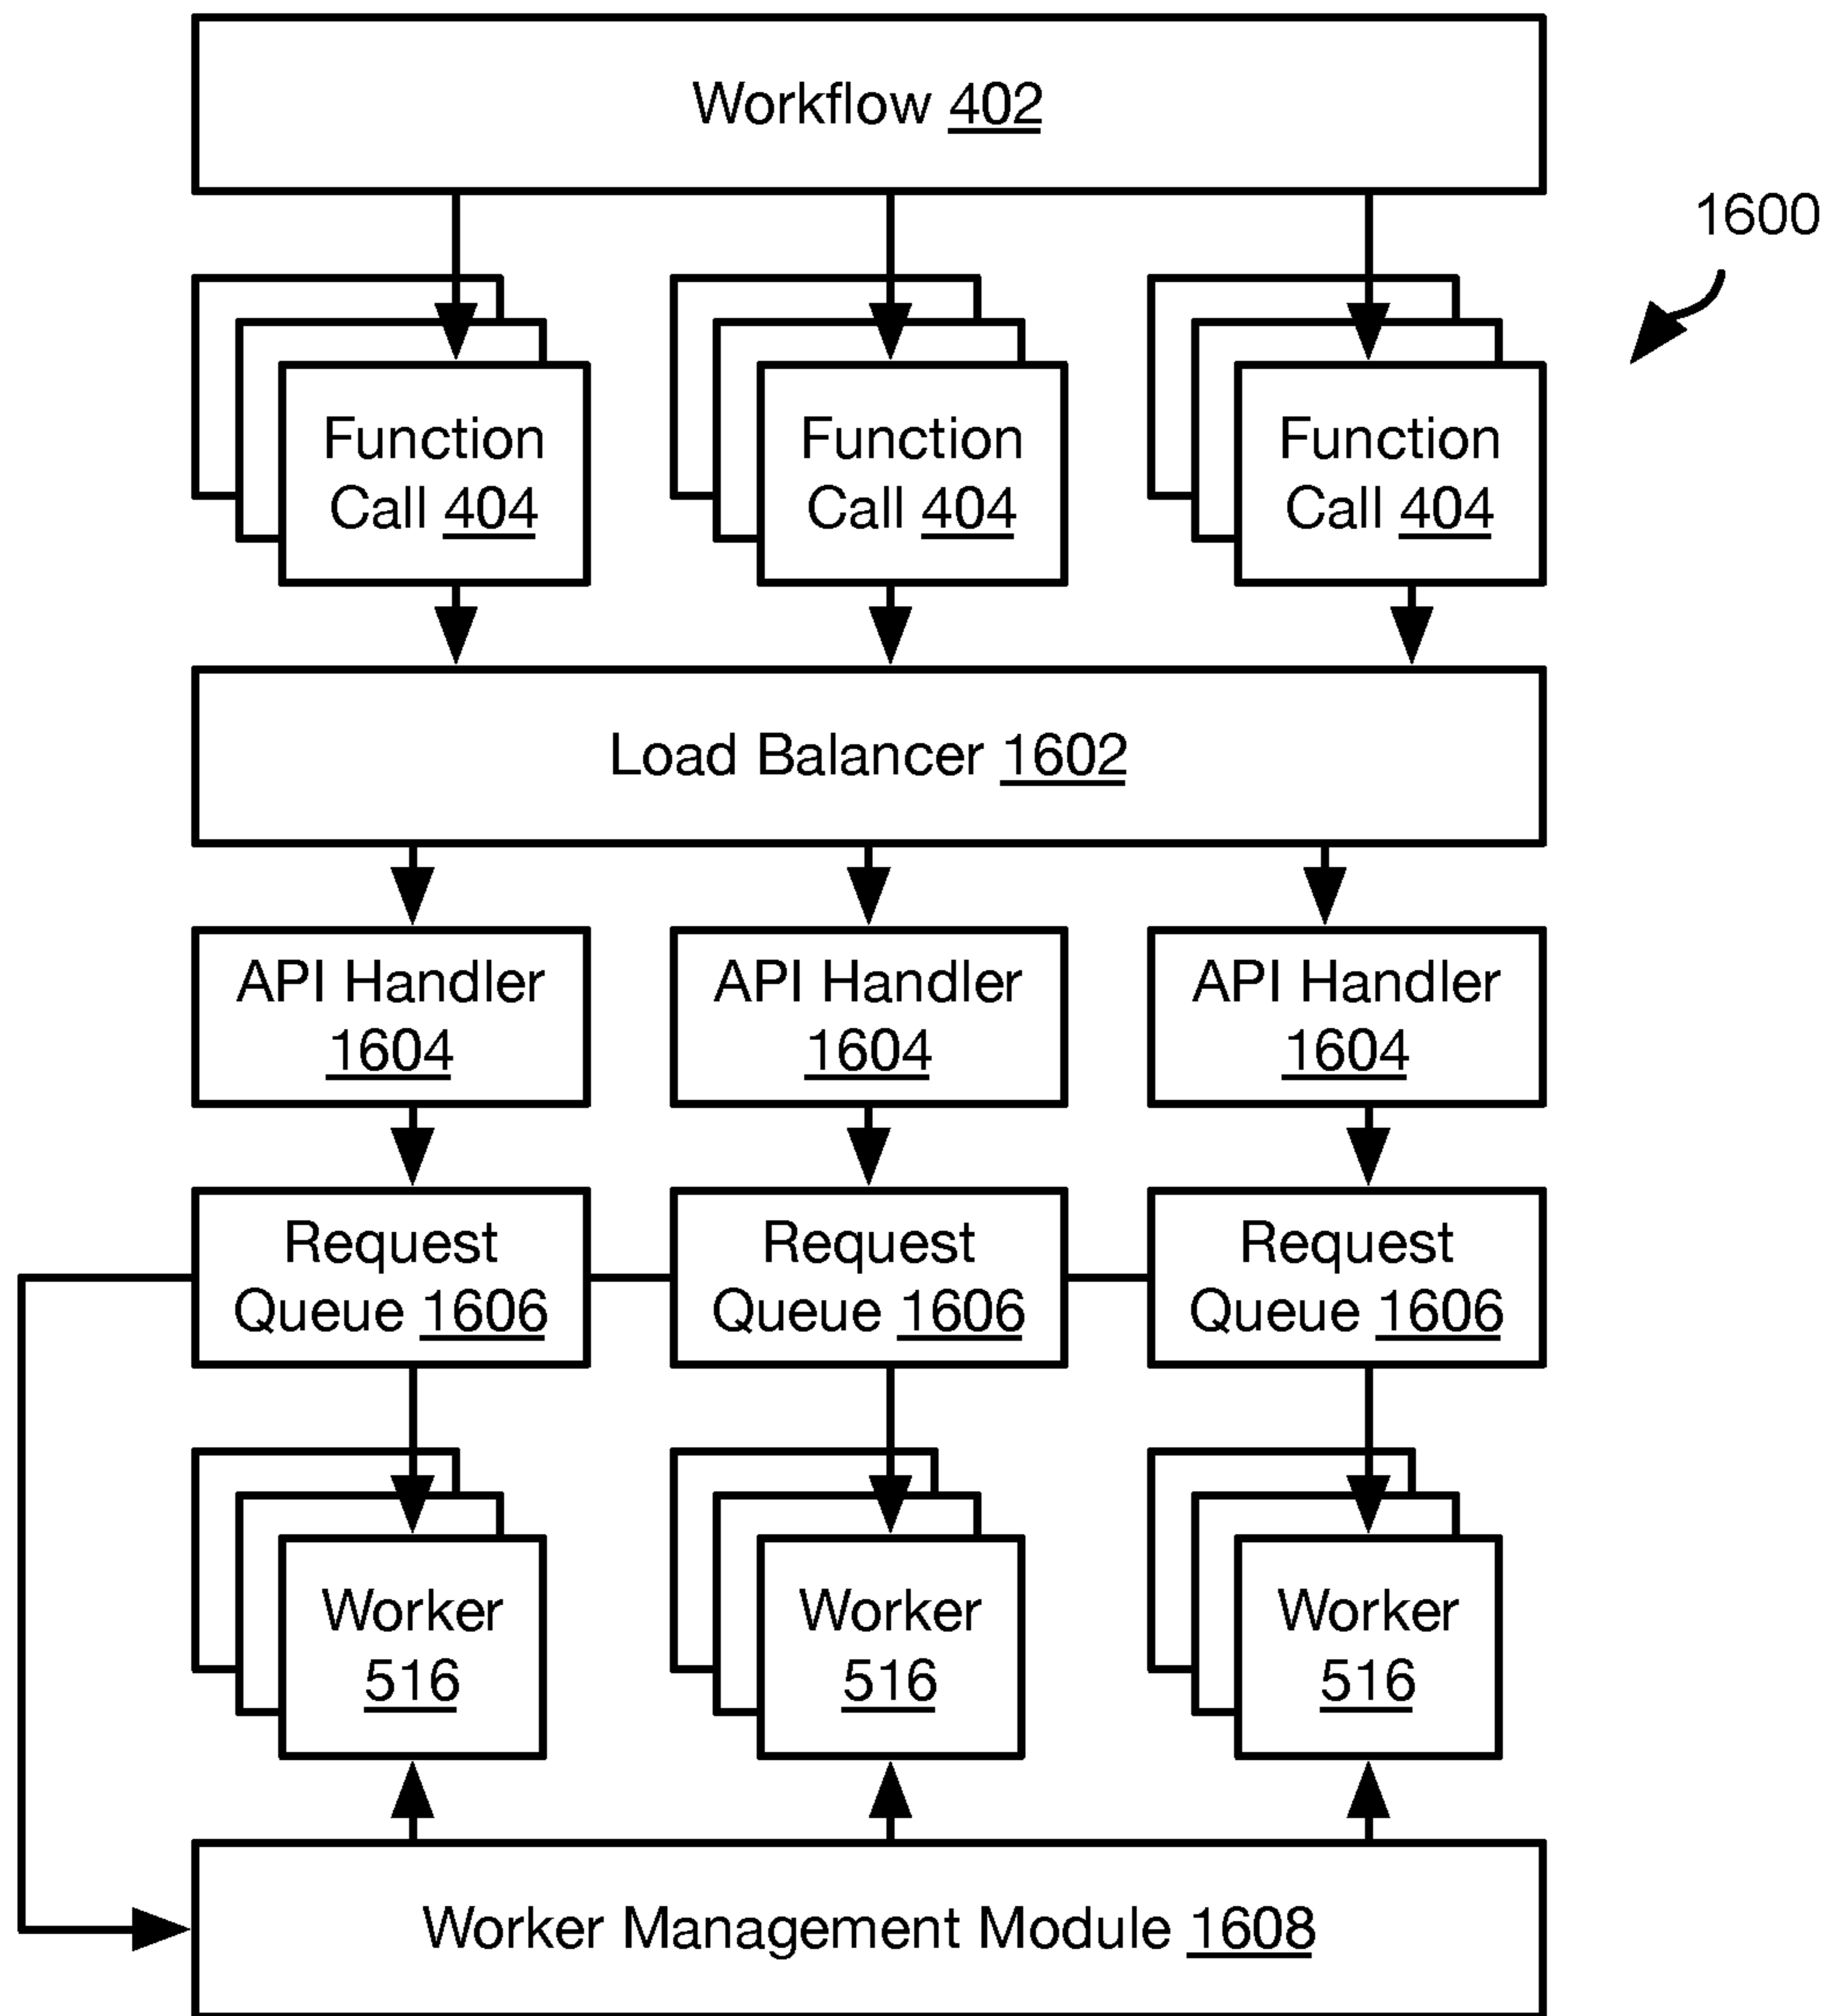 Workflow 402
1600
Function
Call 404
Function
Call 404
Function
Call 404
Load Balancer 1602
API Handler
1604
API Handler
1604
API Handler
1604
Request
Queue 1606
Request
Queue 1606
Request
Queue 1606
Worker
516
Worker
516
Worker
516
Worker Management Module 1608